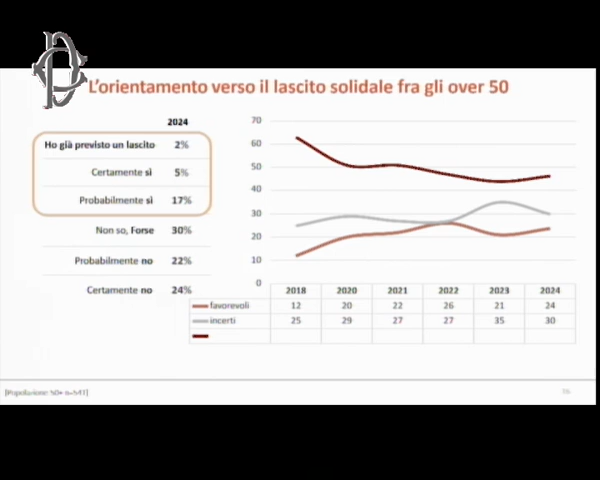 L'orientamento verso il lascito solidale fra gli over 50
2024
Ho già previsto un lascito 2%
Certamente sì 5%
Probabilmente sì 17%
Non so, Forse 30%
Probabilmente no 22%
Certamente no 24%
70
60
50
40
30
20
10
0
2018 2020 2021 2022 2023 2024
favorevoli 12 20 22 26 21 24
incerti 25 29 27 27 35 30
[Popolazione: 50+ n=541]